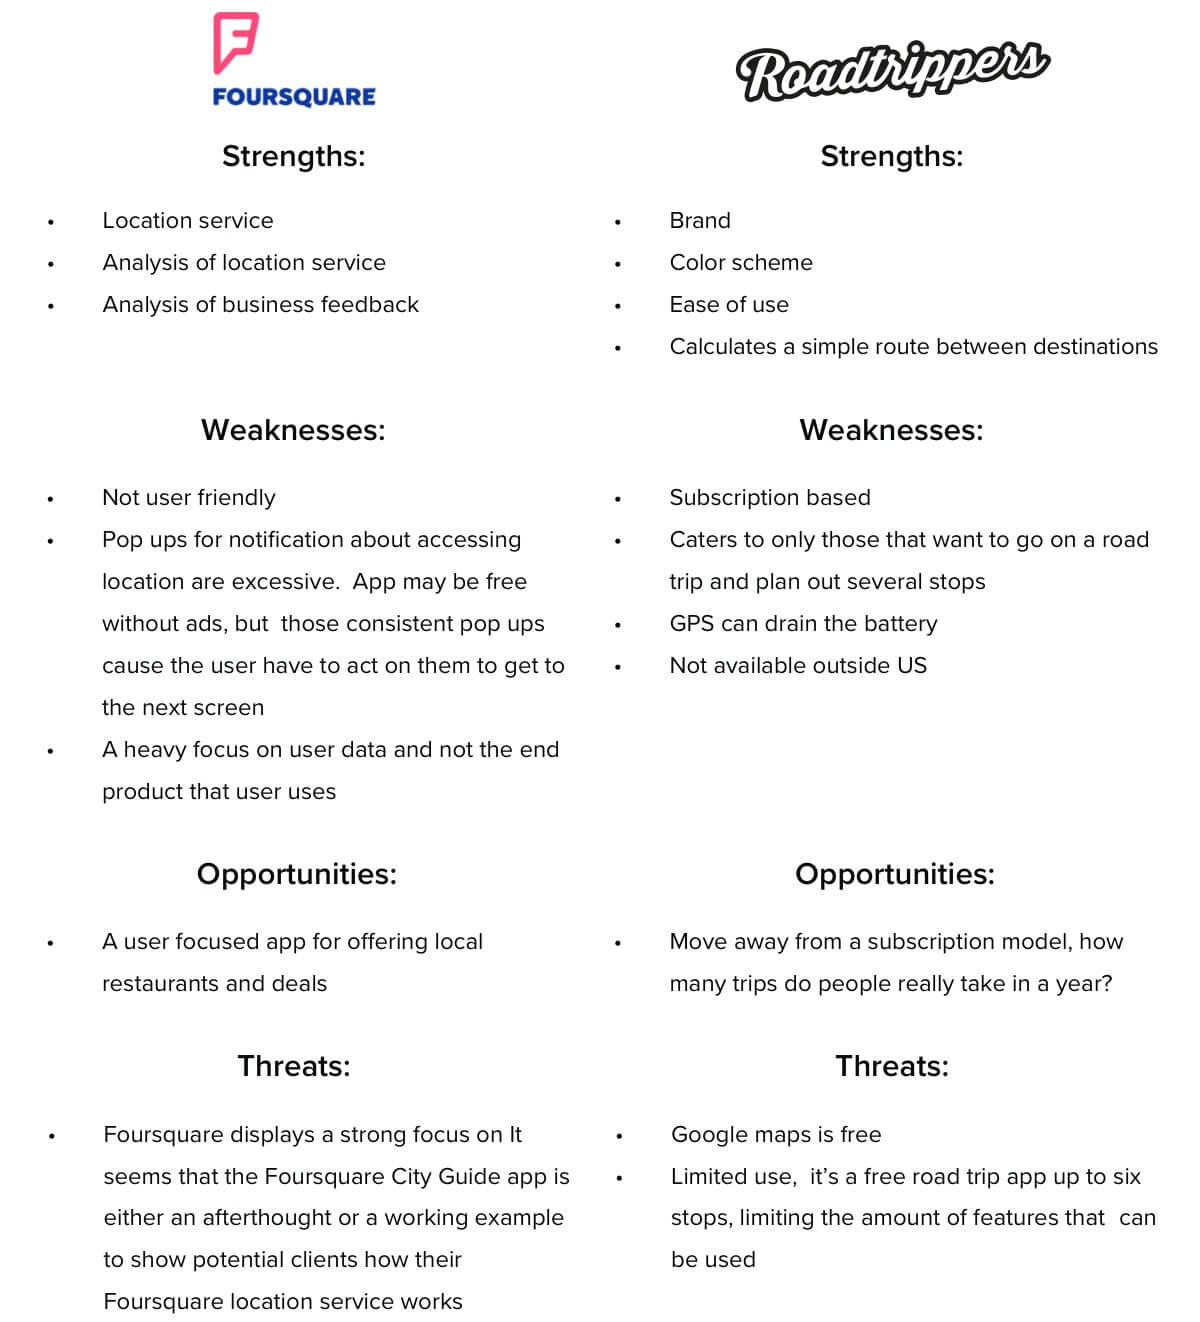 FOURSQUARE
Strengths:
• Location service
• Analysis of location service
• Analysis of business feedback
Weaknesses:
• Not user friendly
• Pop ups for notification about accessing
location are excessive.  App may be free
without ads, but  those consistent pop ups
cause the user have to act on them to get to
the next screen
• A heavy focus on user data and not the end
product that user uses
Opportunities:
• A user focused app for offering local
restaurants and deals
Threats:
• Foursquare displays a strong focus on It
seems that the Foursquare City Guide app is
either an afterthought or a working example
to show potential clients how their
Foursquare location service works
Roadtrippers
Strengths:
• Brand
• Color scheme
• Ease of use
• Calculates a simple route between destinations
Weaknesses:
• Subscription based
• Caters to only those that want to go on a road
trip and plan out several stops
• GPS can drain the battery
• Not available outside US
Opportunities:
• Move away from a subscription model, how
many trips do people really take in a year?
Threats:
• Google maps is free
• Limited use,  it’s a free road trip app up to six
stops, limiting the amount of features that  can
be used